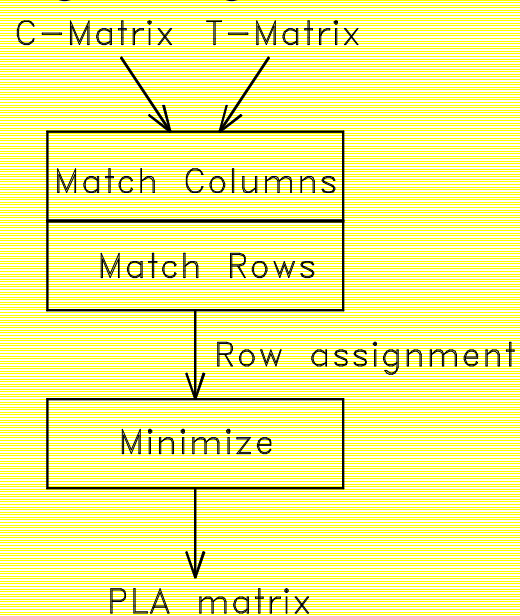 C-Matrix T-Matrix
Match Columns
Match Rows
Row assignment
Minimize
PLA matrix